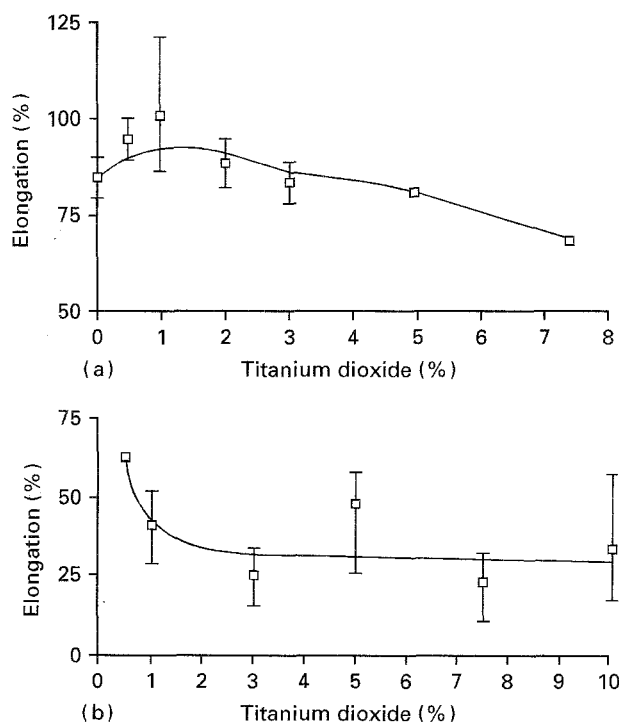 125
100
75
50
Elongation (%)
0 1 2 3 4 5 6 7 8
(a) Titanium dioxide (%)
75
50
25
0
Elongation (%)
0 1 2 3 4 5 6 7 8 9 10
(b) Titanium dioxide (%)